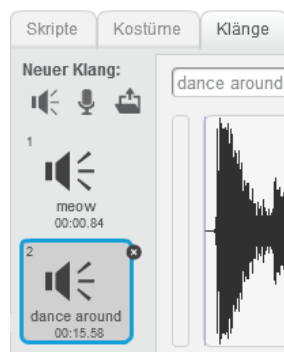 Skripte Kostüme Klänge
Neuer Klang:
dance around
1
meow
00:00.84
2
dance around
00:15.58